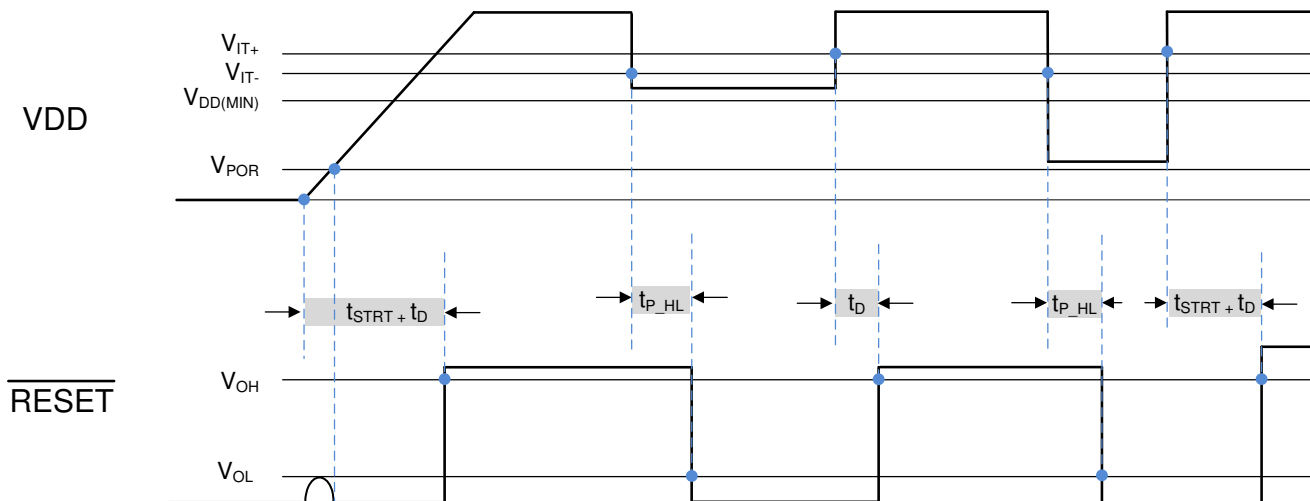 VIT+
VIT-
VDD(MIN)
VDD
VPOR
tP_HL
tD
tP_HL
tSTRT + tD
tSTRT + tD
VOH
RESET
VOL